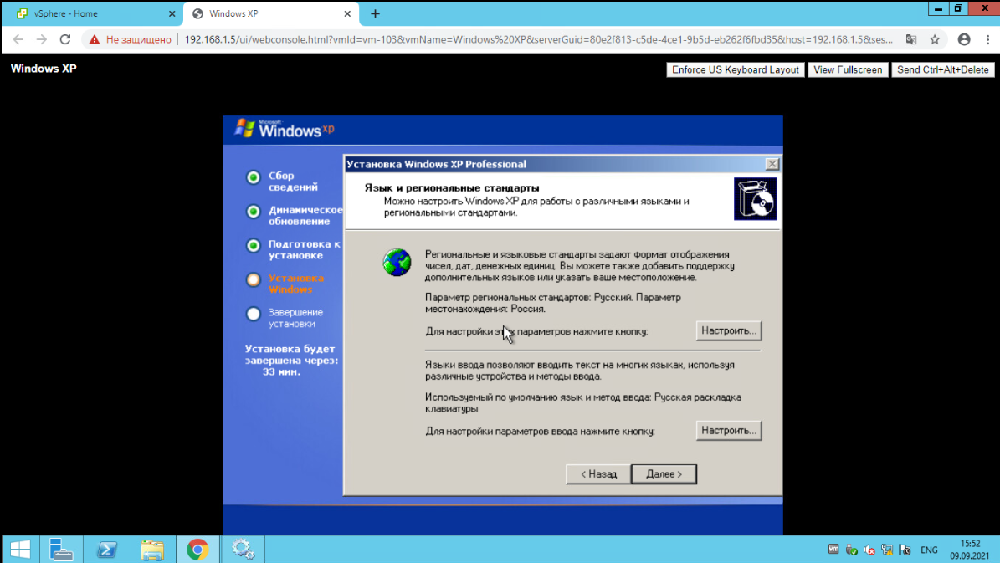 vSphere - Home
Windows XP
Не защищено
192.168.1.5/ui/webconsole.html?vmId=vm-103&vmName=Windows%20XP&serverGuid=80e2f813-c5de-4ce1-9b5d-eb262f6fbd35&host=192.168.1.5&ses...
Windows XP
Enforce US Keyboard Layout
View Fullscreen
Send Ctrl+Alt+Delete
Microsoft
Windows xp
Сбор
сведений
Динамическое
обновление
Подготовка к
установке
Установка
Windows
Завершение
установки
Установка будет
завершена через:
33 мин.
Установка Windows XP Professional
Язык и региональные стандарты
Можно настроить Windows XP для работы с различными языками и
региональными стандартами.
Региональные и языковые стандарты задают формат отображения
чисел, дат, денежных единиц. Вы можете также добавить поддержку
дополнительных языков или указать ваше местоположение.
Параметр региональных стандартов: Русский. Параметр
местонахождения: Россия.
Для настройки этих параметров нажмите кнопку:
Настроить...
Языки ввода позволяют вводить текст на многих языках, используя
различные устройства и методы ввода.
Используемый по умолчанию язык и метод ввода: Русская раскладка
клавиатуры
Для настройки параметров ввода нажмите кнопку:
Настроить...
< Назад
Далее >
ENG
15:52
09.09.2021